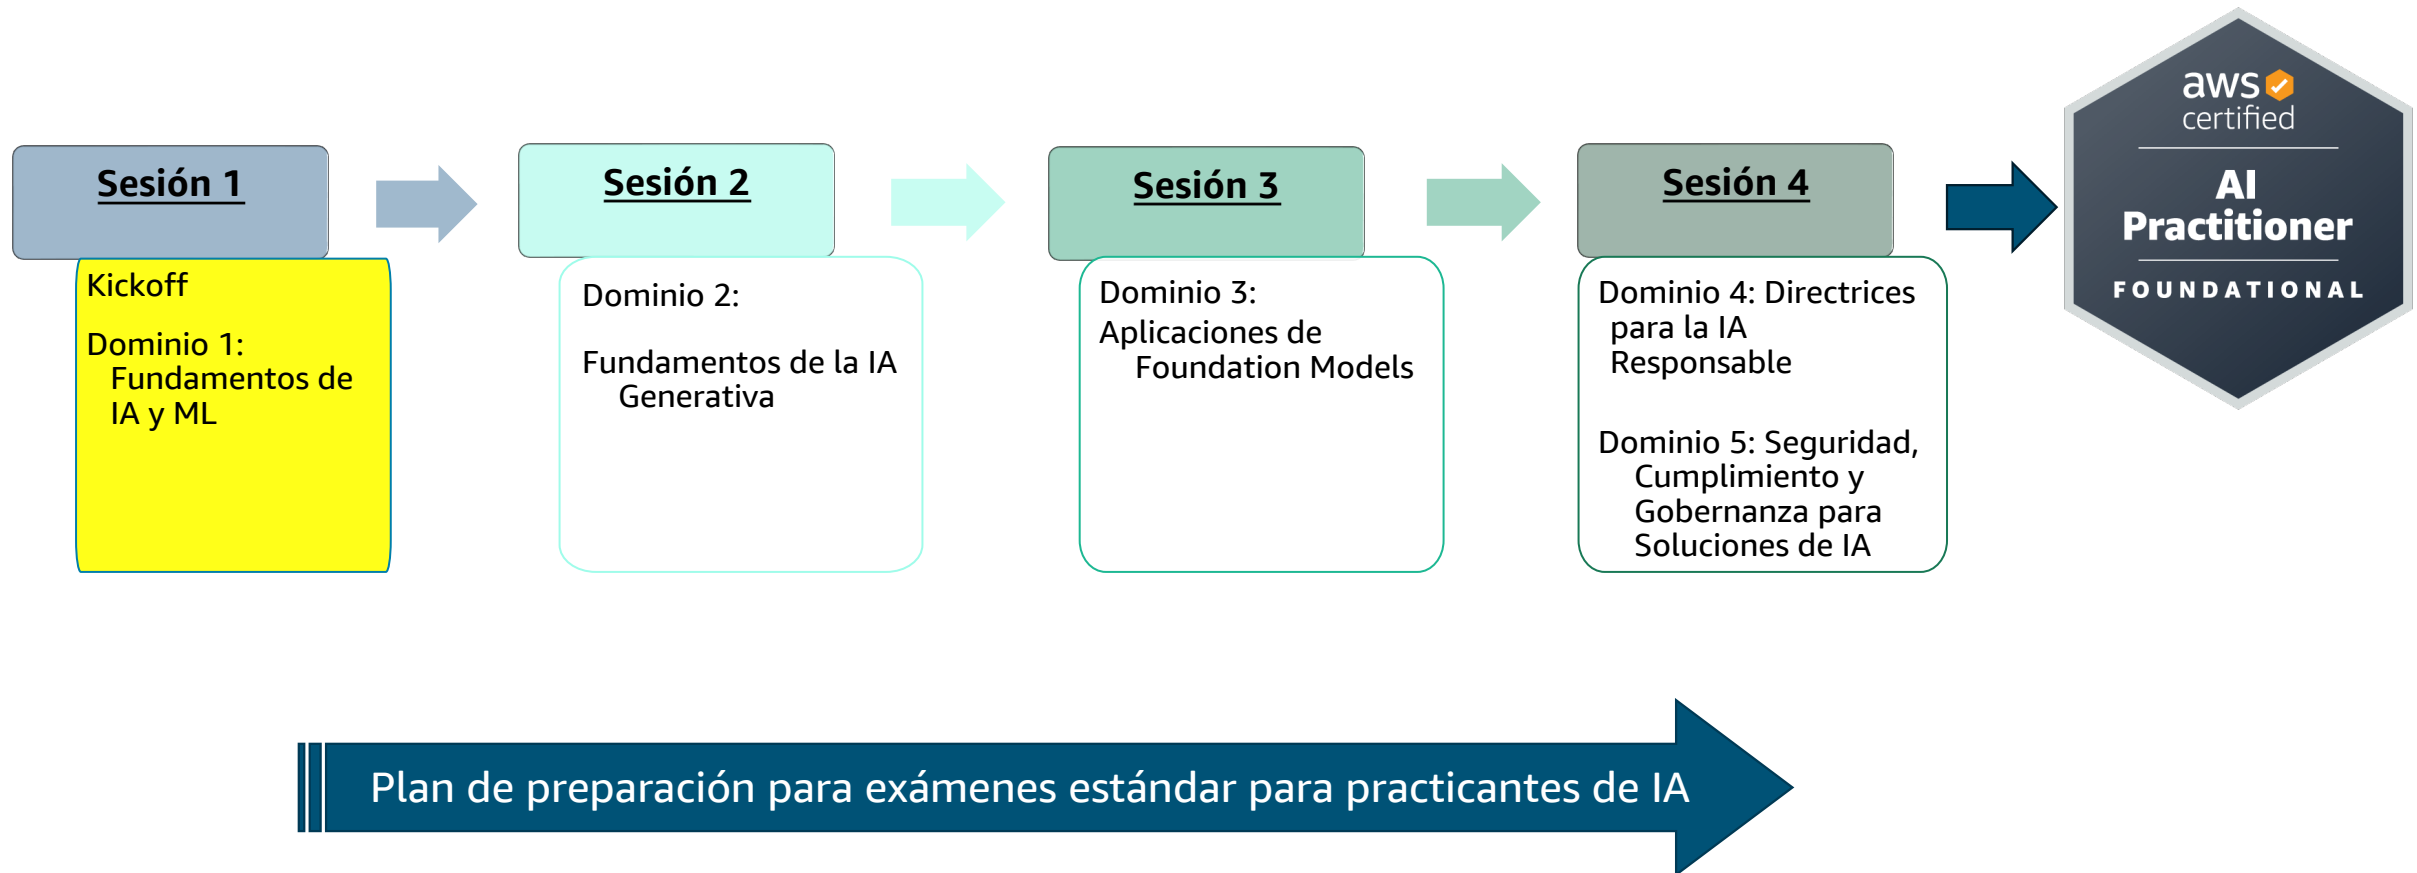 Sesión 1
Kickoff
Dominio 1:
Fundamentos de
IA y ML
Sesión 2
Dominio 2:
Fundamentos de la IA
Generativa
Sesión 3
Dominio 3:
Aplicaciones de
Foundation Models
Sesión 4
Dominio 4: Directrices
para la IA
Responsable
Dominio 5: Seguridad,
Cumplimiento y
Gobernanza para
Soluciones de IA
aws
certified
AI
Practitioner
FOUNDATIONAL
Plan de preparación para exámenes estándar para practicantes de IA